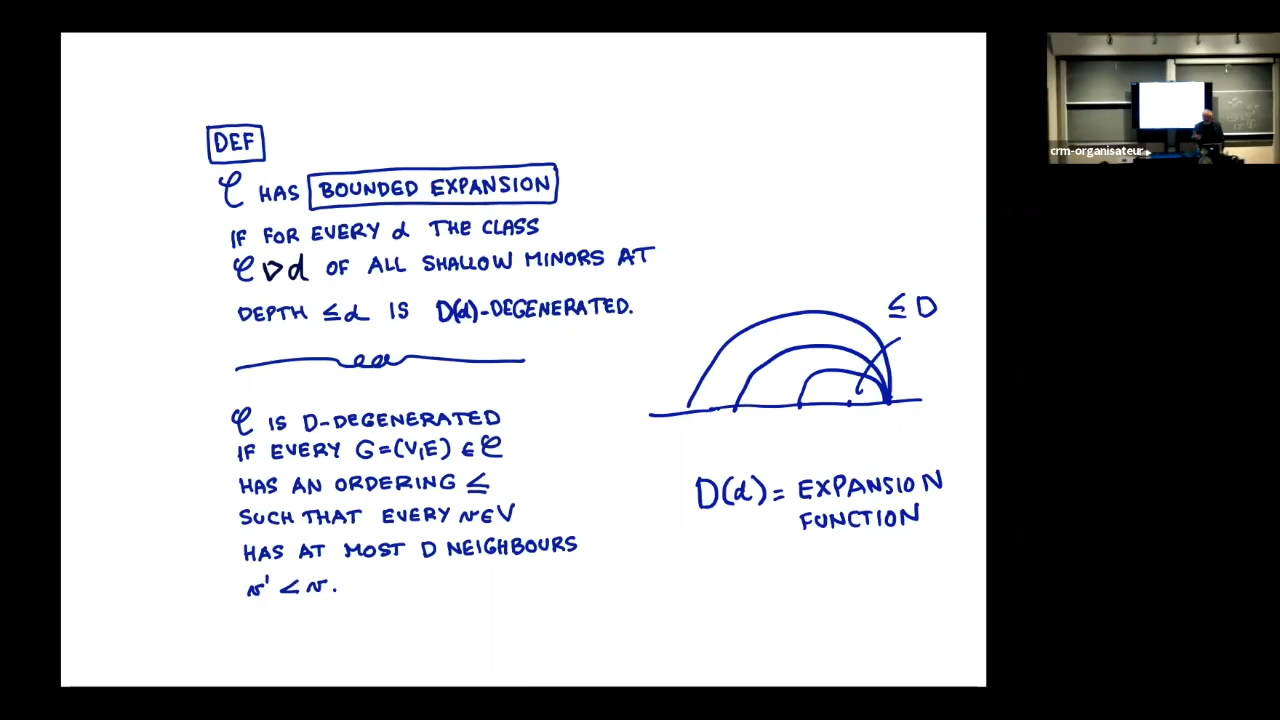 DEF
𝒞 HAS BOUNDED EXPANSION
IF FOR EVERY d THE CLASS
𝒞 ▽ d OF ALL SHALLOW MINORS AT
DEPTH ≤ d IS D(d)-DEGENERATED.
𝒞 IS D-DEGENERATED
IF EVERY G=(V,E) ∈ 𝒞
HAS AN ORDERING ≤
SUCH THAT EVERY v∈V
HAS AT MOST D NEIGHBOURS
v' < v.
≤ D
D(d) = EXPANSION
FUNCTION
crm-organisateur